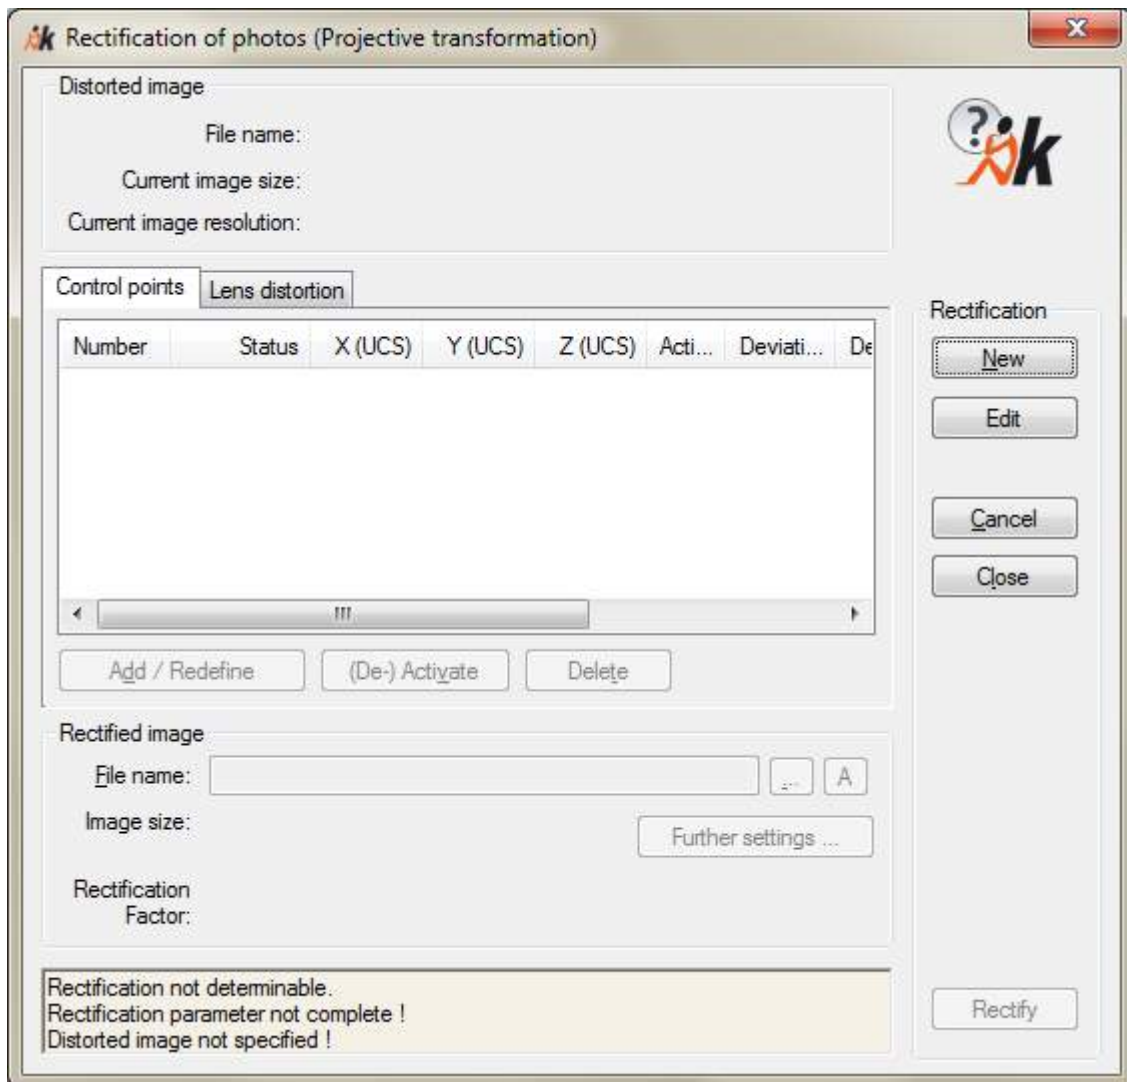 k Rectification of photos (Projective transformation)
Distorted image
File name:
Current image size:
Current image resolution:
? k
Control points Lens distortion
Number Status X (UCS) Y (UCS) Z (UCS) Acti... Deviati... De
Add / Redefine (De-) Activate Delete
Rectified image
File name: ... A
Image size:
Further settings ...
Rectification
Factor:
Rectification not determinable.
Rectification parameter not complete !
Distorted image not specified !
Rectification
New
Edit
Cancel
Close
Rectify